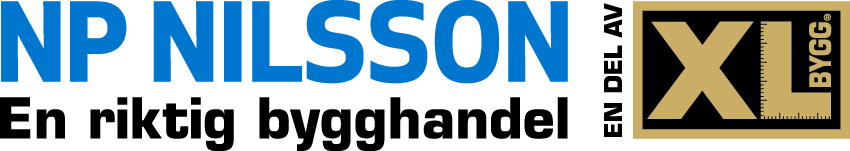 NP NILSSON
En riktig bygghandel
EN DEL AV
XL
BYGG®